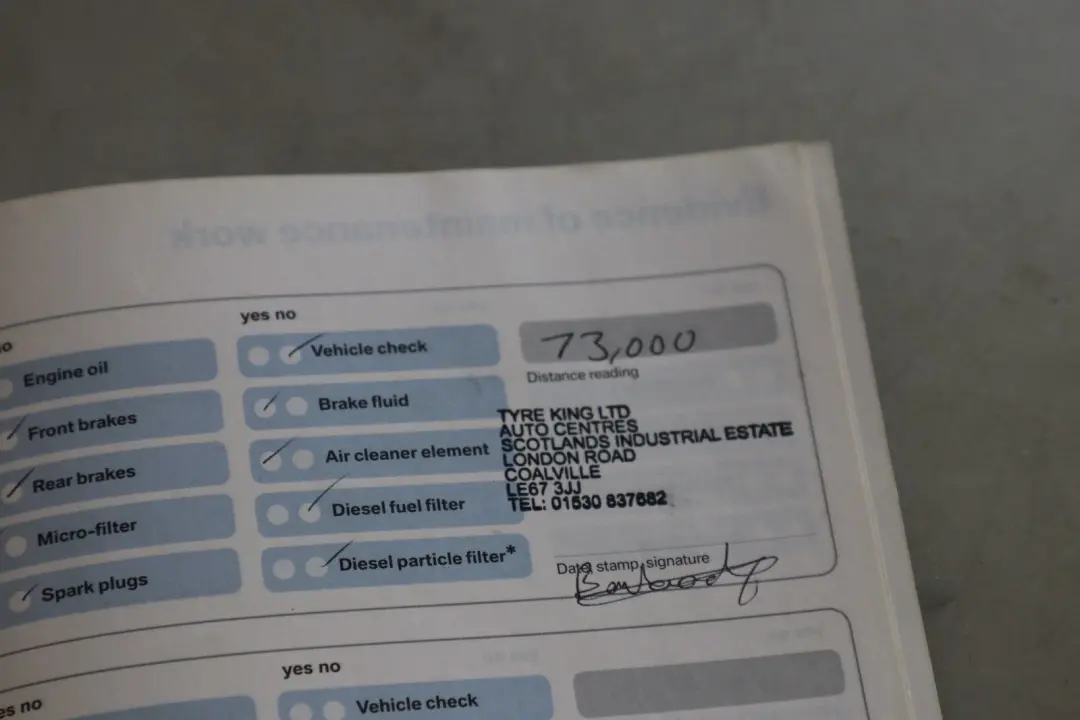 Evidence of maintenance work
yes no
o
Engine oil
Front brakes
Rear brakes
Micro-filter
Spark plugs
Vehicle check
Brake fluid
Air cleaner element
Diesel fuel filter
Diesel particle filter*
73,000
Distance reading
TYRE KING LTD
AUTO CENTRES
SCOTLANDS INDUSTRIAL ESTATE
LONDON ROAD
COALVILLE
LE67 3JJ
TEL: 01530 837682
Date, stamp, signature
yes no
es no
Vehicle check